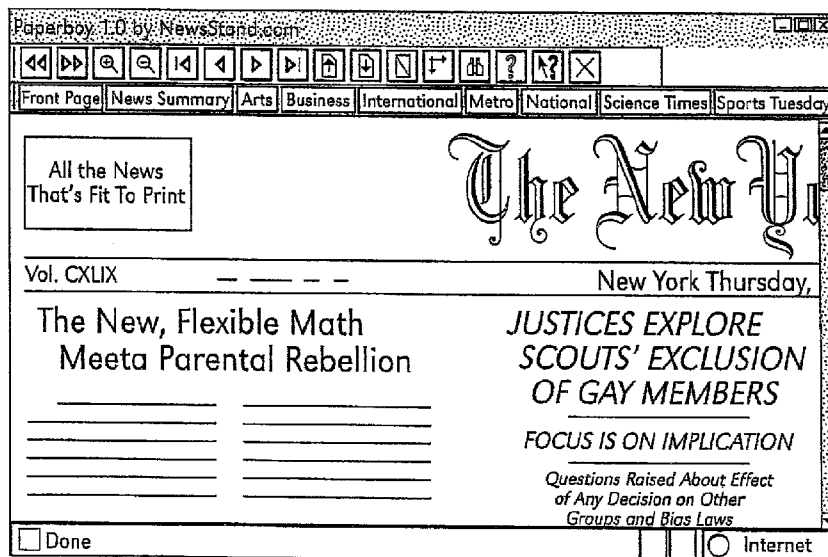 Paperboy 1.0 by NewsStand.com
Front Page News Summary Arts Business International Metro National Science Times Sports Tuesday
All the News
That's Fit To Print
The New Yo
Vol. CXLIX
New York Thursday,
The New, Flexible Math
Meeta Parental Rebellion
JUSTICES EXPLORE
SCOUTS' EXCLUSION
OF GAY MEMBERS
FOCUS IS ON IMPLICATION
Questions Raised About Effect
of Any Decision on Other
Groups and Bias Laws
Done
Internet